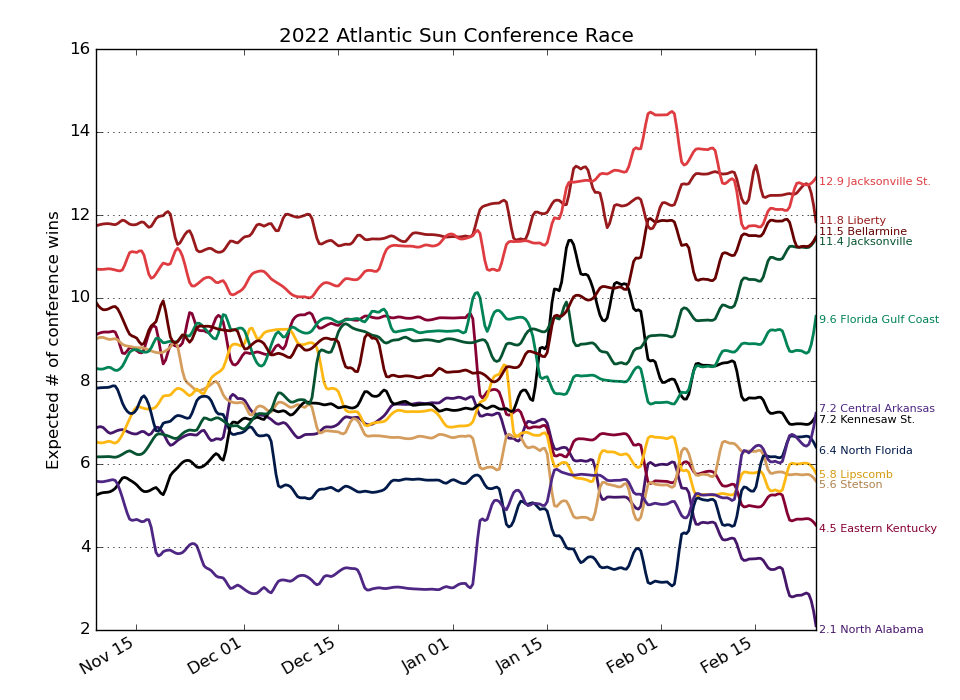 2022 Atlantic Sun Conference Race
Expected # of conference wins
16
14
12
10
8
6
4
2
12.9 Jacksonville St.
11.8 Liberty
11.5 Bellarmine
11.4 Jacksonville
9.6 Florida Gulf Coast
7.2 Central Arkansas
7.2 Kennesaw St.
6.4 North Florida
5.8 Lipscomb
5.6 Stetson
4.5 Eastern Kentucky
2.1 North Alabama
Nov 15
Dec 01
Dec 15
Jan 01
Jan 15
Feb 01
Feb 15